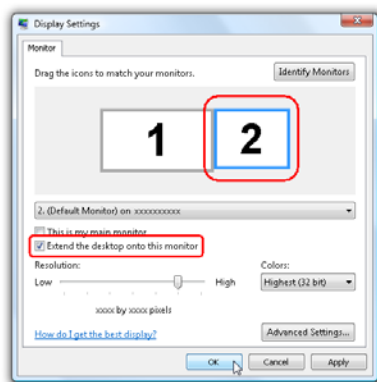 Display Settings
Monitor
Drag the icons to match your monitors.
Identify Monitors
1
2
2. (Default Monitor) on xxxxxxxxxx
This is my main monitor
Extend the desktop onto this monitor
Resolution:
Colors:
Low
High
Highest (32 bit)
xxxx by xxxx pixels
How do I get the best display?
Advanced Settings...
OK
Cancel
Apply